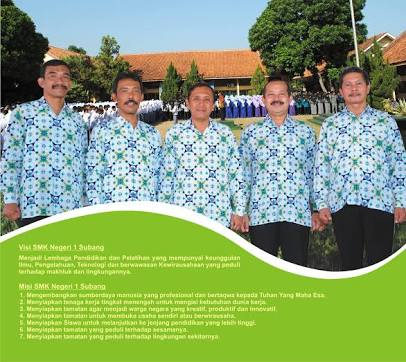 Visi SMK Negeri 1 Subang
Menjadi Lembaga Pendidikan dan Pelatihan yang mempunyai keunggulan
Ilmu, Pengetahuan, Teknologi dan berwawasan Kewirausahaan yang peduli
terhadap makhluk dan lingkungannya.
Misi SMK Negeri 1 Subang
1. Mengembangkan sumberdaya manusia yang profesional dan bertaqwa kepada Tuhan Yang Maha Esa.
2. Menyiapkan tenaga kerja tingkat menengah untuk mengisi kebutuhan dunia kerja.
3. Menyiapkan tamatan agar menjadi warga negara yang kreatif, produktif dan innovatif.
4. Menyiapkan tamatan untuk membuka usaha sendiri atau berwirausaha.
5. Menyiapkan Siswa untuk melanjutkan ke jenjang pendidikan yang lebih tinggi.
6. Menyiapkan tamatan yang peduli terhadap sesamanya.
7. Menyiapkan tamatan yang peduli terhadap lingkungan sekitarnya.